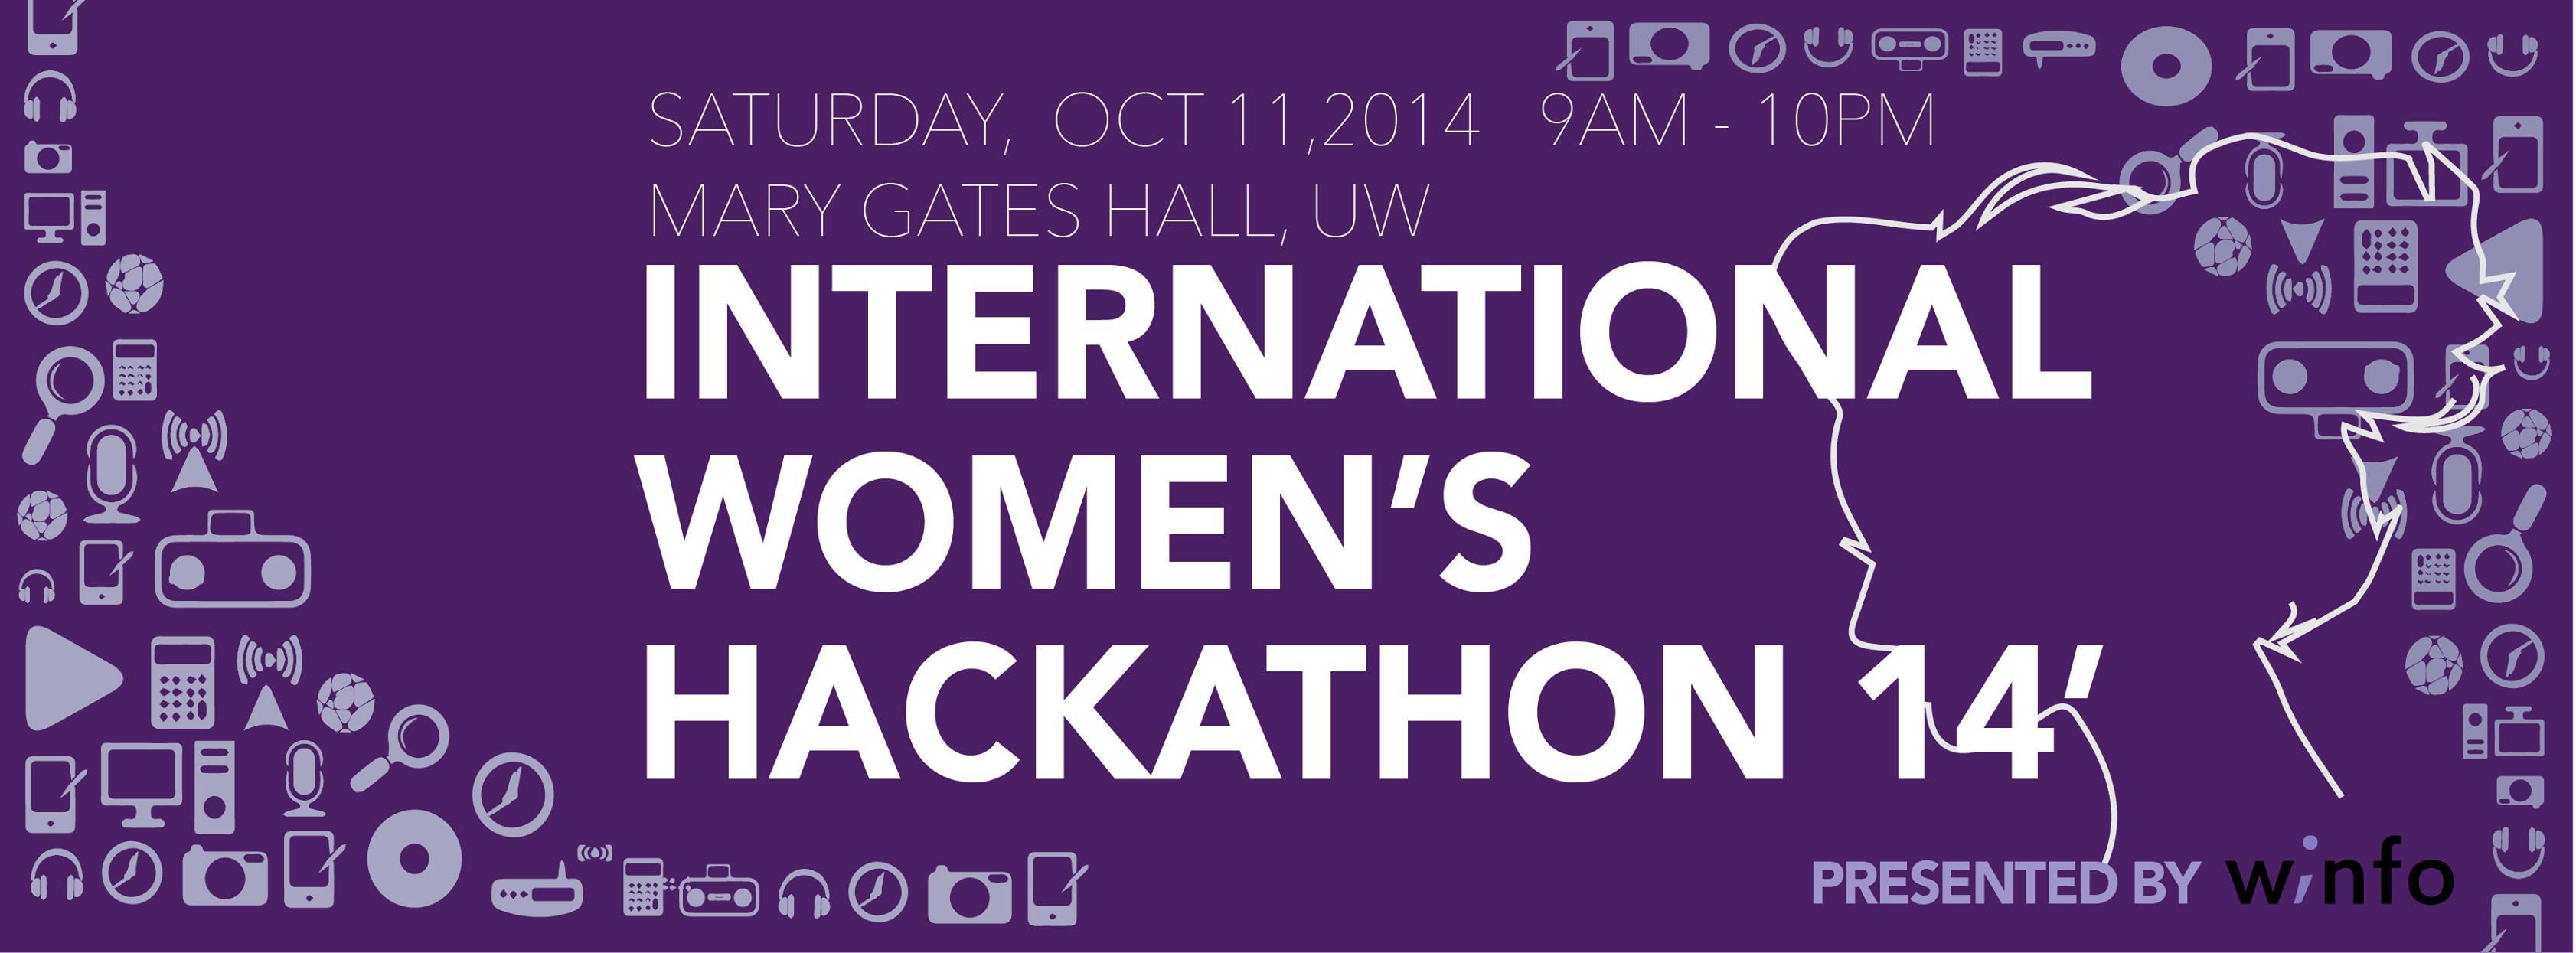 SATURDAY, OCT 11,2014 9AM - 10PM
MARY GATES HALL, UW
INTERNATIONAL
WOMEN'S
HACKATHON 14'
PRESENTED BY winfo